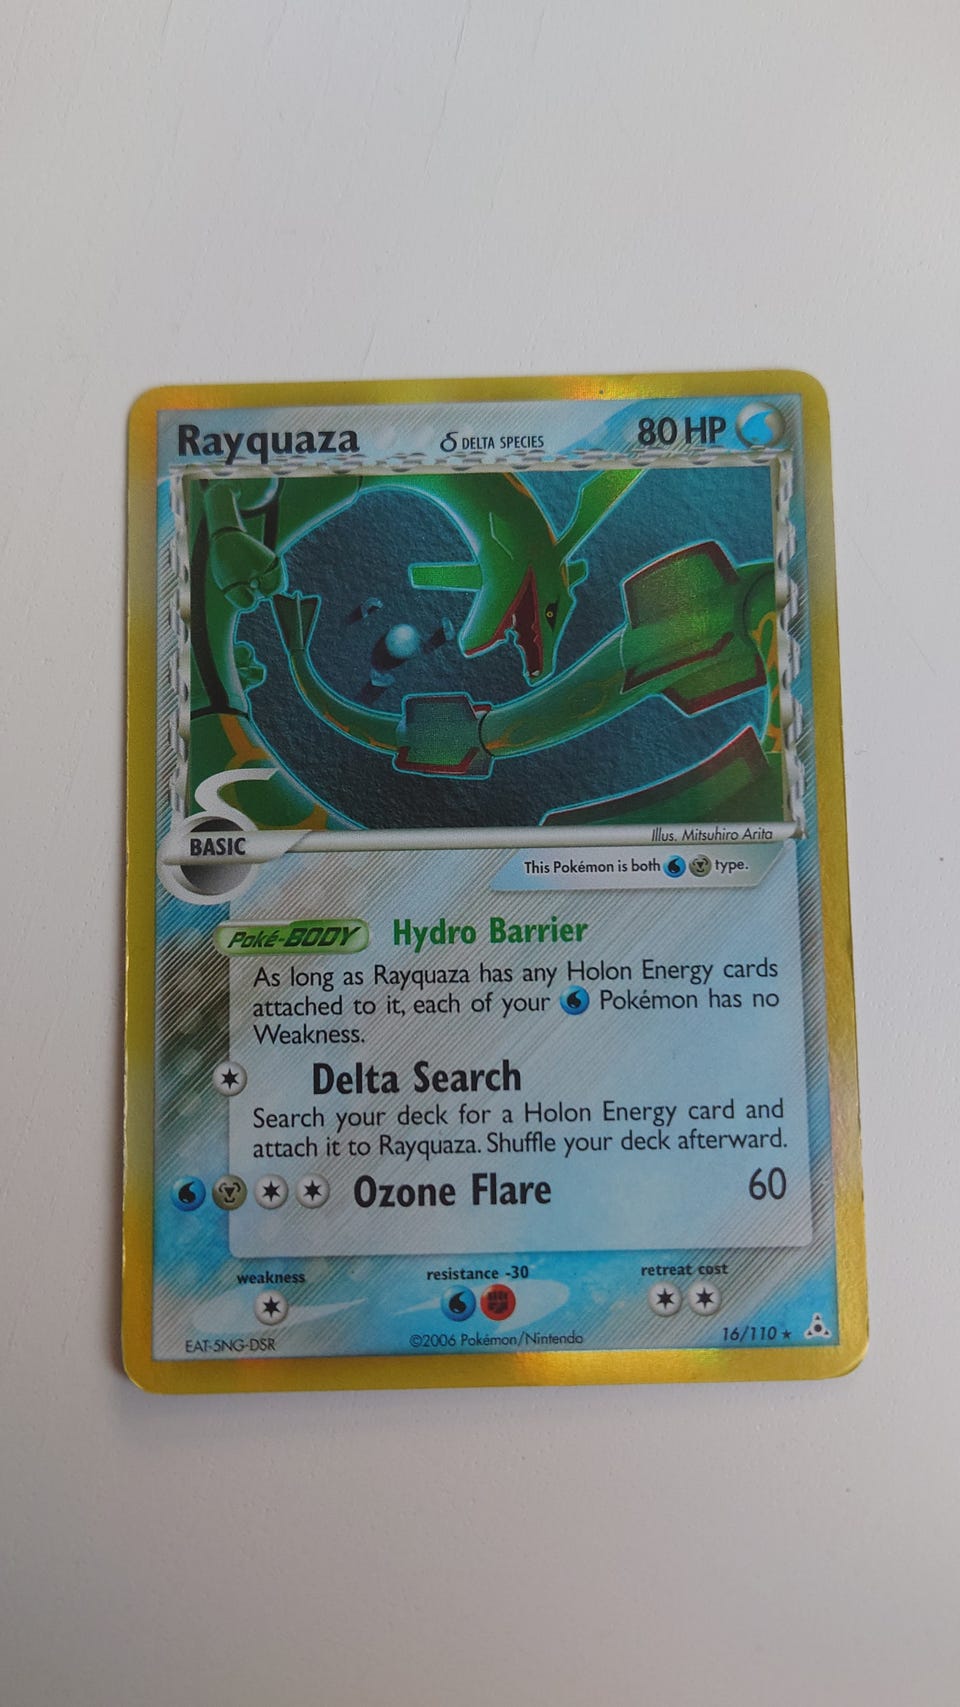 Rayquaza δ DELTA SPECIES 80 HP
Illus. Mitsuhiro Arita
BASIC
This Pokémon is both type.
Poké-BODY Hydro Barrier
As long as Rayquaza has any Holon Energy cards
attached to it, each of your Pokémon has no
Weakness.
Delta Search
Search your deck for a Holon Energy card and
attach it to Rayquaza. Shuffle your deck afterward.
Ozone Flare 60
weakness resistance -30 retreat cost
EAT-5NG-DSR ©2006 Pokémon/Nintendo 16/110 ★